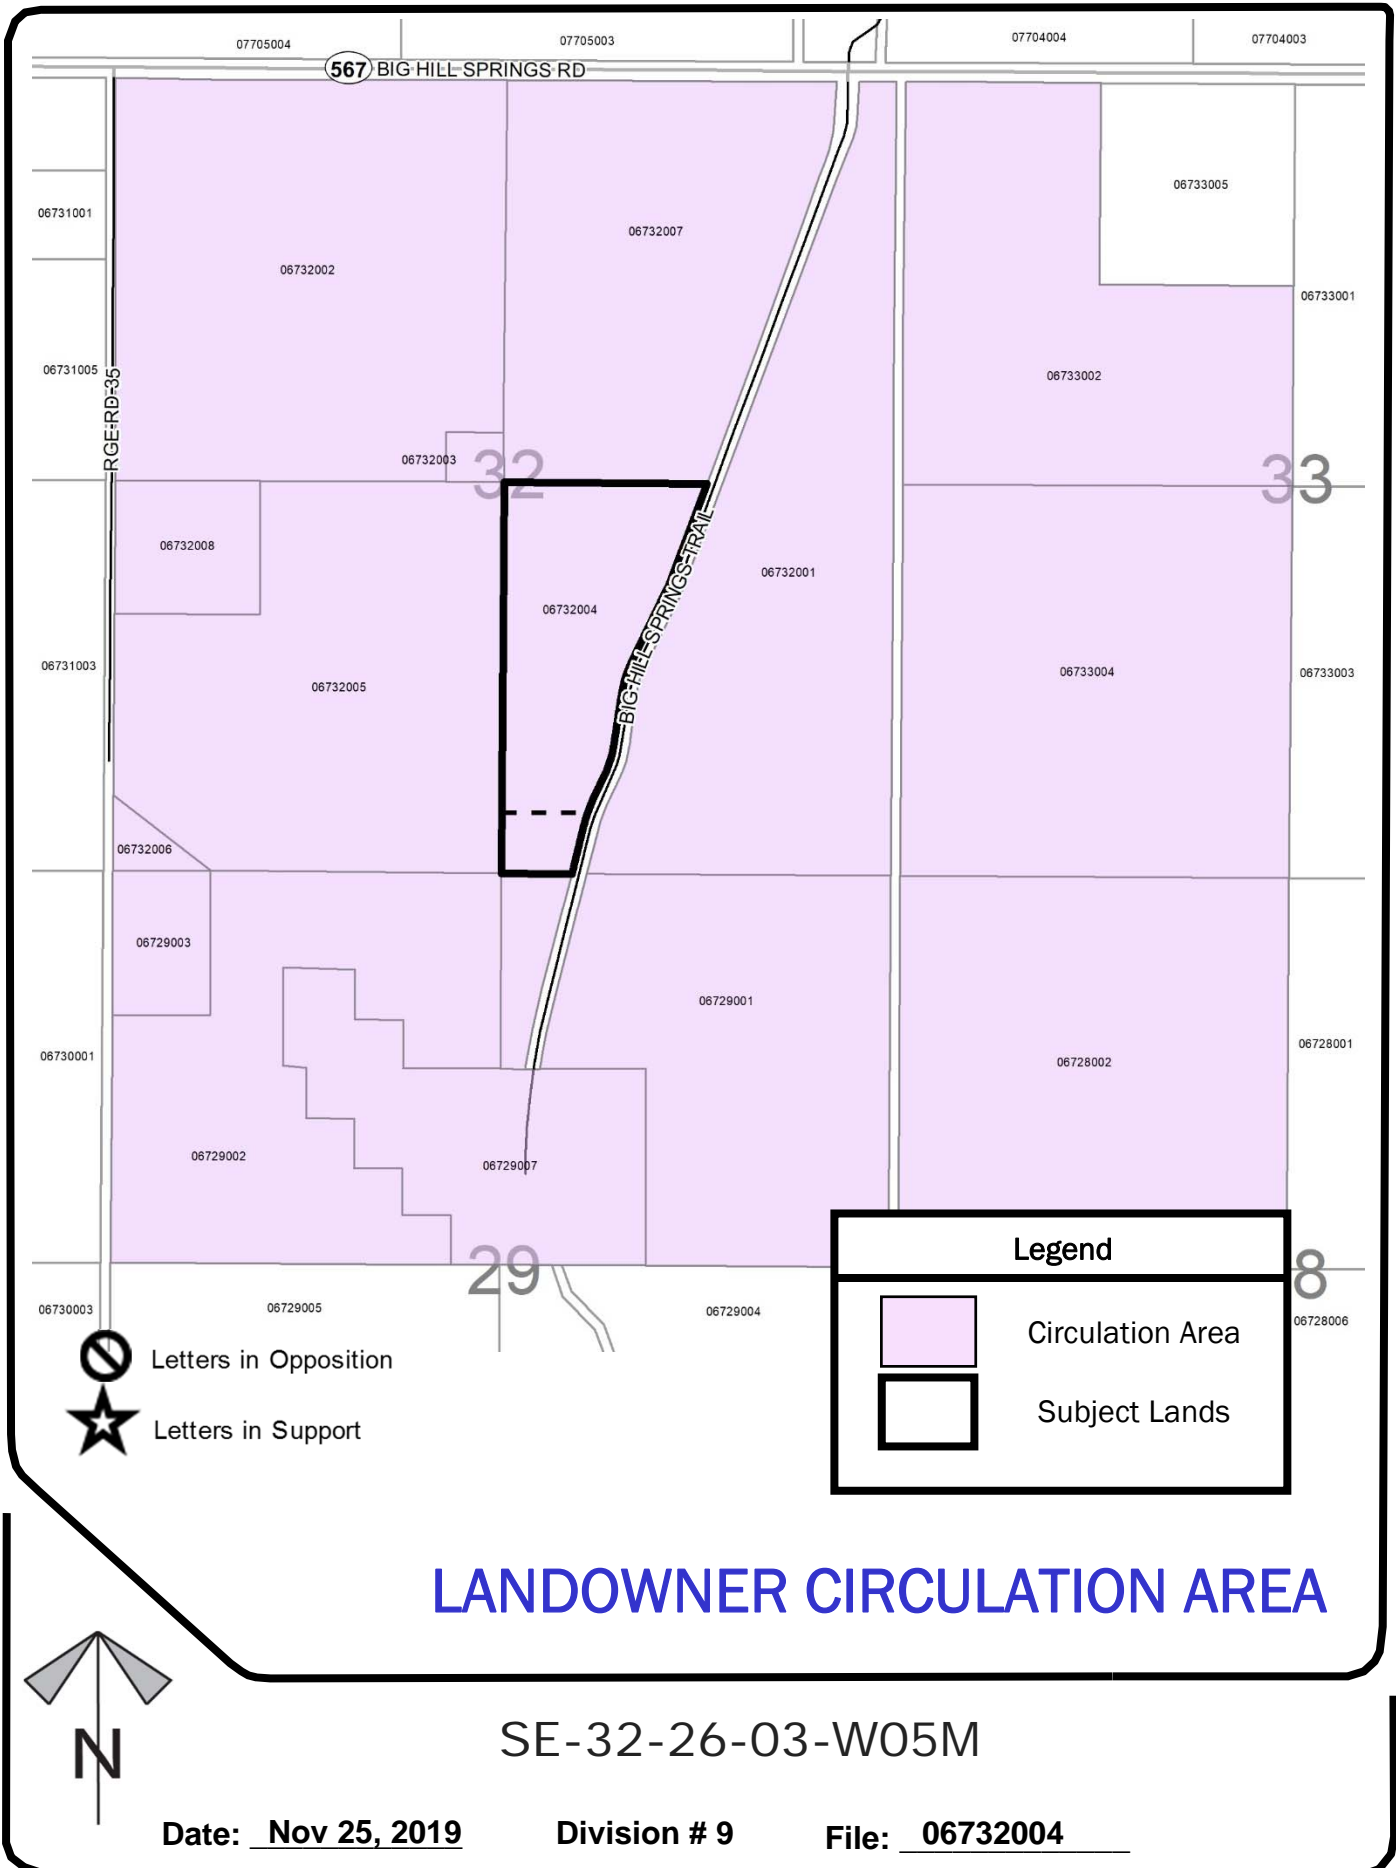 07705004
07705003
07704004
07704003
567 BIG HILL SPRINGS RD
06731001
06732002
06732007
06733005
06733001
06731005
RGE-RD-35
06733002
06732003
32
33
06732008
06732004
BIG-HILL-SPRINGS-TRAIL
06732001
06731003
06732005
06733004
06733003
06732006
06729003
06729001
06730001
06728002
06728001
06729002
06729007
29
8
06730003
06729005
06729004
06728006
Legend
Circulation Area
Subject Lands
Letters in Opposition
Letters in Support
LANDOWNER CIRCULATION AREA
N
SE-32-26-03-W05M
Date: Nov 25, 2019 Division # 9 File: 06732004